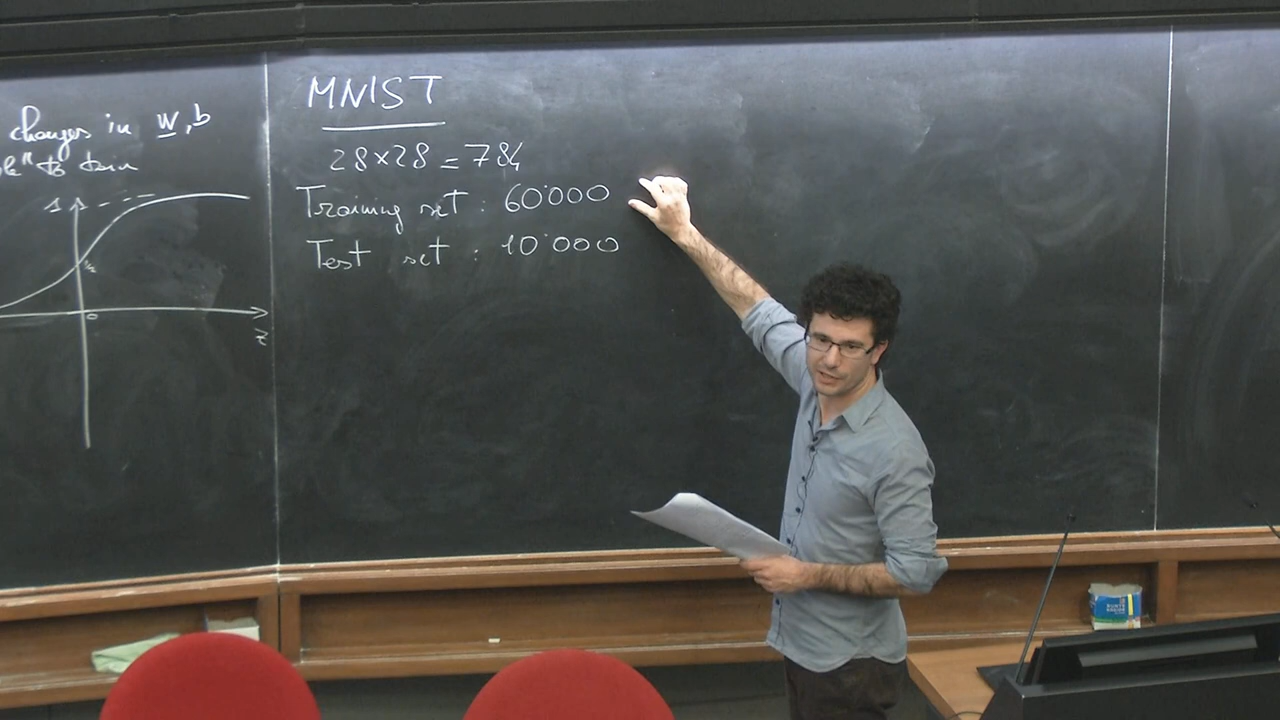 changes in w, b
to train
1
0
z
MNIST
28×28 = 784
Training set : 60'000
Test set : 10'000